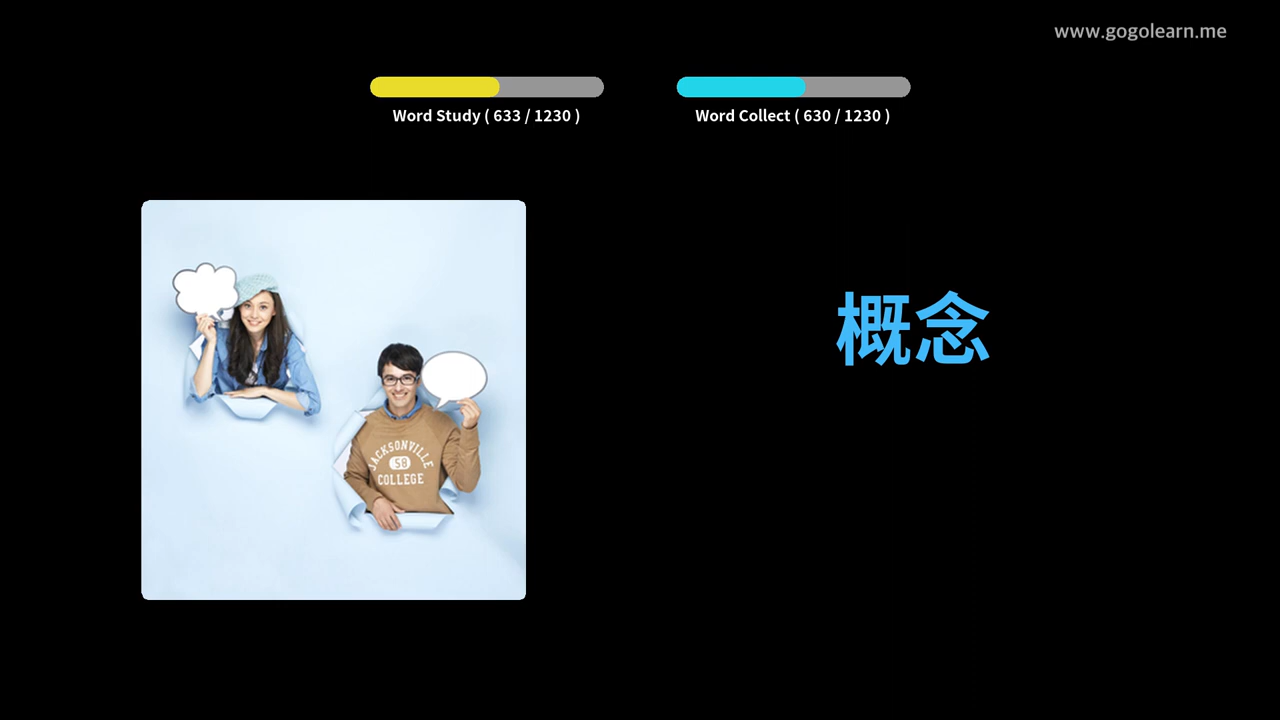 www.gogolearn.me
Word Study ( 633 / 1230 )
Word Collect ( 630 / 1230 )
概念
JACKSONVILLE
58
COLLEGE